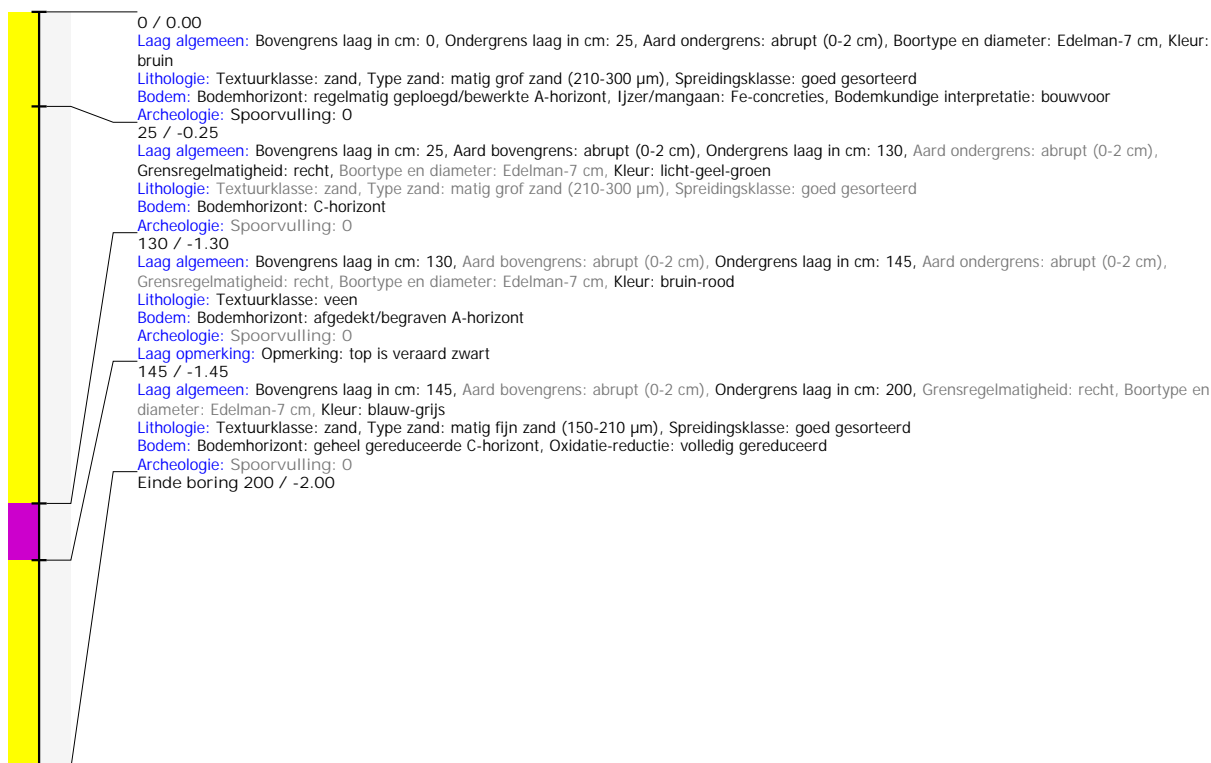 0 / 0.00
Laag algemeen: Bovengrens laag in cm: 0, Ondergrens laag in cm: 25, Aard ondergrens: abrupt (0-2 cm), Boortype en diameter: Edelman-7 cm, Kleur:
bruin
Lithologie: Textuurklasse: zand, Type zand: matig grof zand (210-300 µm), Spreidingsklasse: goed gesorteerd
Bodem: Bodemhorizont: regelmatig geploegd/bewerkte A-horizont, Ijzer/mangaan: Fe-concreties, Bodemkundige interpretatie: bouwvoor
Archeologie: Spoorvulling: 0
25 / -0.25
Laag algemeen: Bovengrens laag in cm: 25, Aard bovengrens: abrupt (0-2 cm), Ondergrens laag in cm: 130, Aard ondergrens: abrupt (0-2 cm),
Grensregelmatigheid: recht, Boortype en diameter: Edelman-7 cm, Kleur: licht-geel-groen
Lithologie: Textuurklasse: zand, Type zand: matig grof zand (210-300 µm), Spreidingsklasse: goed gesorteerd
Bodem: Bodemhorizont: C-horizont
Archeologie: Spoorvulling: 0
130 / -1.30
Laag algemeen: Bovengrens laag in cm: 130, Aard bovengrens: abrupt (0-2 cm), Ondergrens laag in cm: 145, Aard ondergrens: abrupt (0-2 cm),
Grensregelmatigheid: recht, Boortype en diameter: Edelman-7 cm, Kleur: bruin-rood
Lithologie: Textuurklasse: veen
Bodem: Bodemhorizont: afgedekt/begraven A-horizont
Archeologie: Spoorvulling: 0
Laag opmerking: Opmerking: top is veraard zwart
145 / -1.45
Laag algemeen: Bovengrens laag in cm: 145, Aard bovengrens: abrupt (0-2 cm), Ondergrens laag in cm: 200, Grensregelmatigheid: recht, Boortype en
diameter: Edelman-7 cm, Kleur: blauw-grijs
Lithologie: Textuurklasse: zand, Type zand: matig fijn zand (150-210 µm), Spreidingsklasse: goed gesorteerd
Bodem: Bodemhorizont: geheel gereduceerde C-horizont, Oxidatie-reductie: volledig gereduceerd
Archeologie: Spoorvulling: 0
Einde boring 200 / -2.00